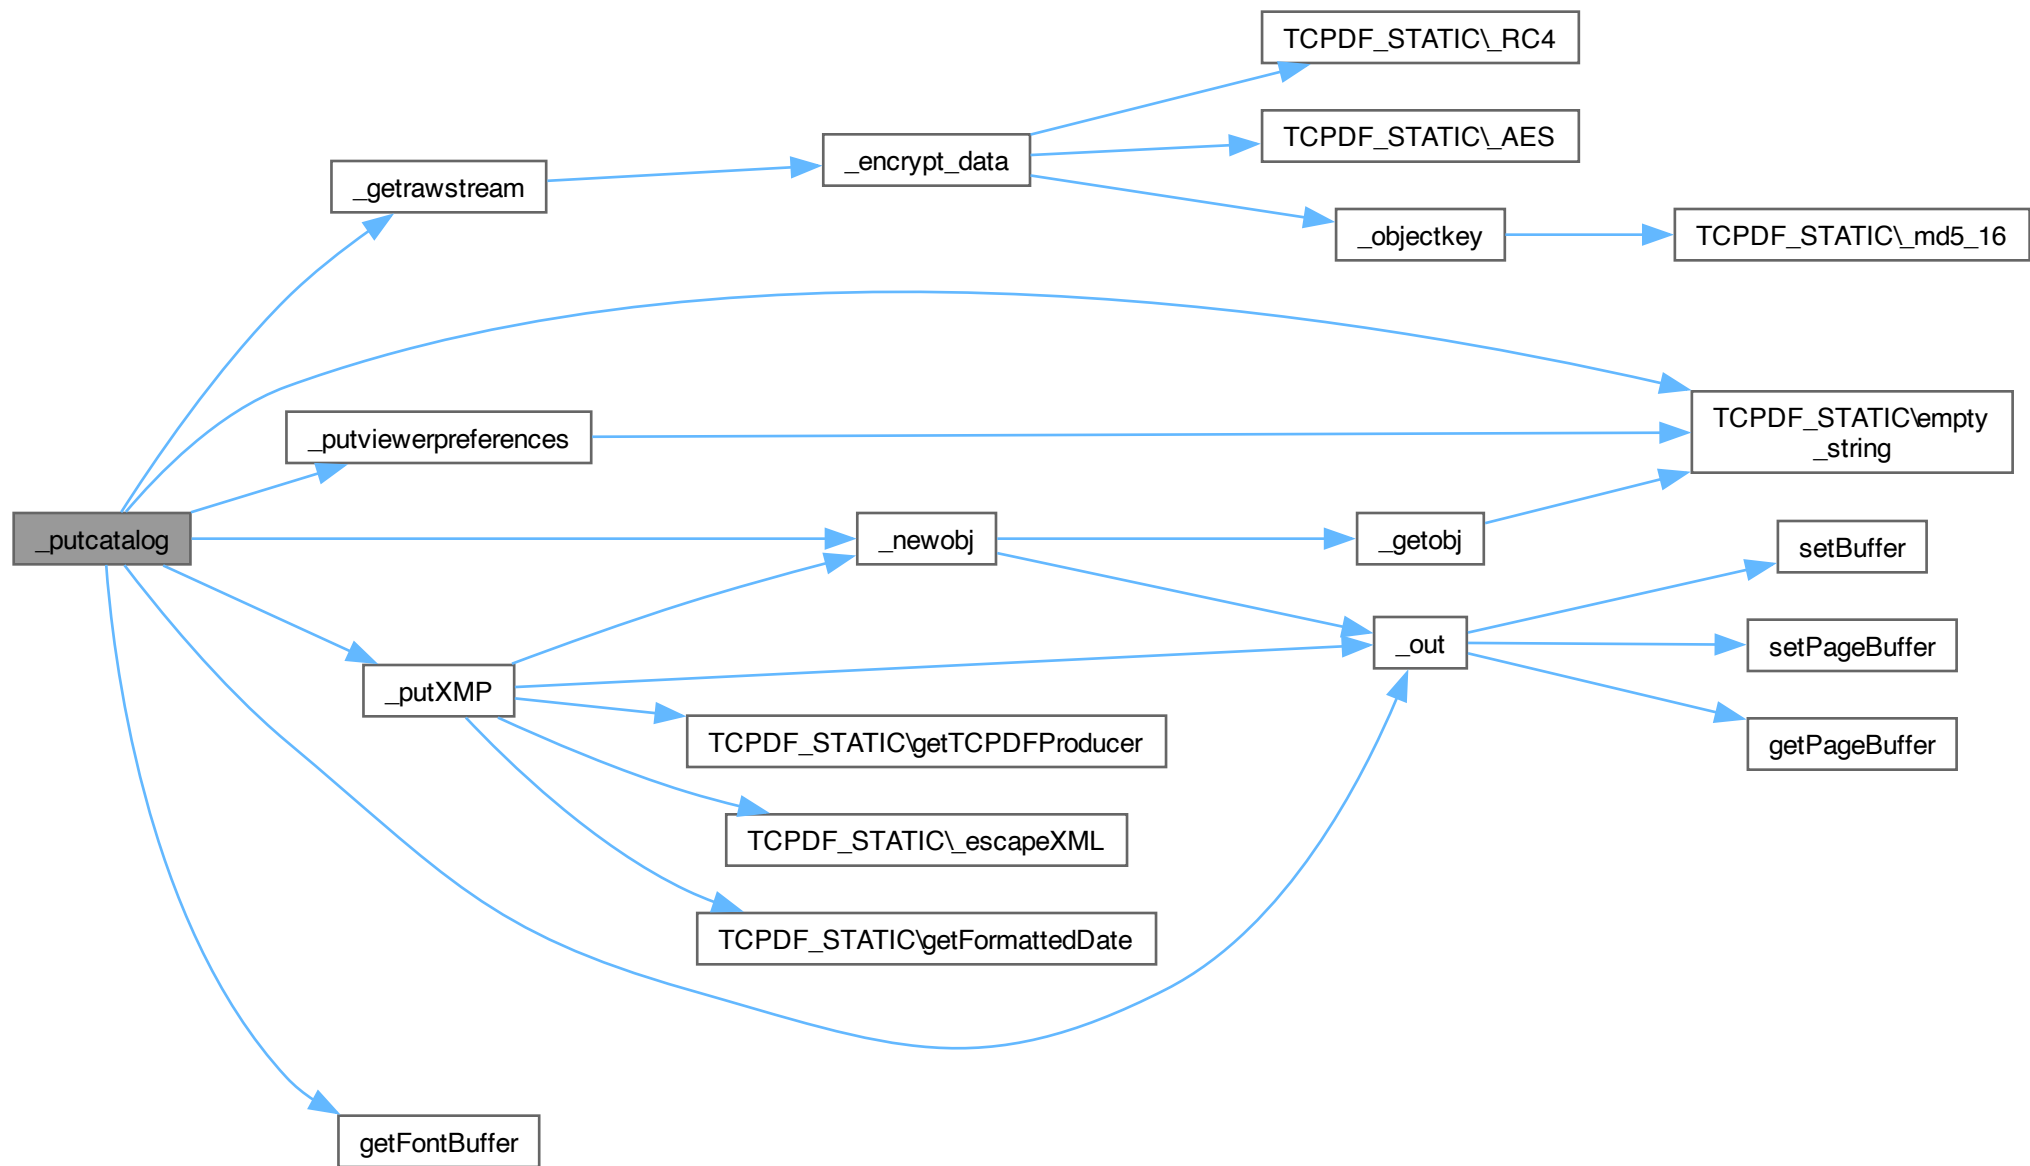 TCPDF_STATIC\_RC4
TCPDF_STATIC\_AES
_encrypt_data
_getrawstream
_objectkey
TCPDF_STATIC\_md5_16
TCPDF_STATIC\empty
_string
_putviewerpreferences
_putcatalog
_newobj
_getobj
setBuffer
_out
setPageBuffer
_putXMP
TCPDF_STATIC\getTCPDFProducer
getPageBuffer
TCPDF_STATIC\_escapeXML
TCPDF_STATIC\getFormattedDate
getFontBuffer